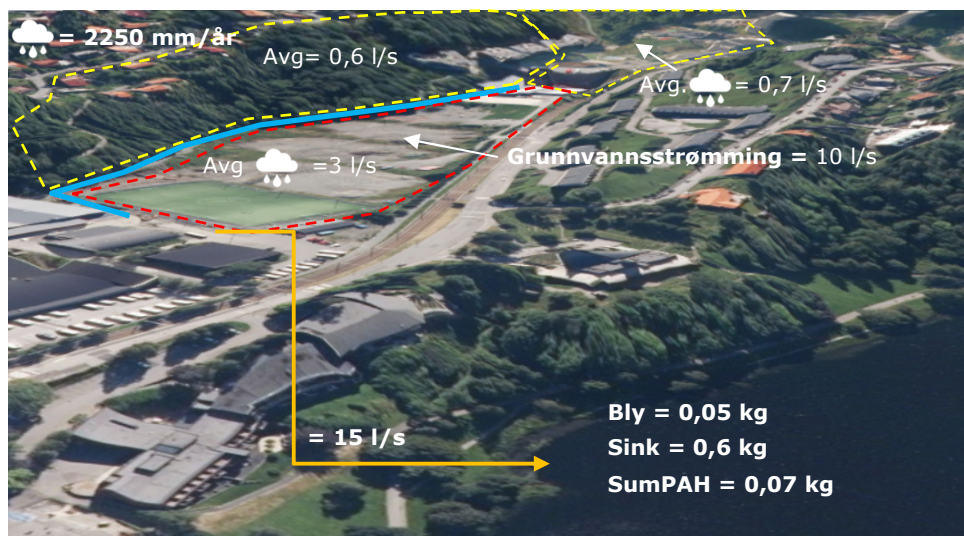 = 2250 mm/år
Avg= 0,6 l/s
Avg. = 0,7 l/s
Grunnvannsstrømming = 10 l/s
Avg =3 l/s
= 15 l/s
Bly = 0,05 kg
Sink = 0,6 kg
SumPAH = 0,07 kg